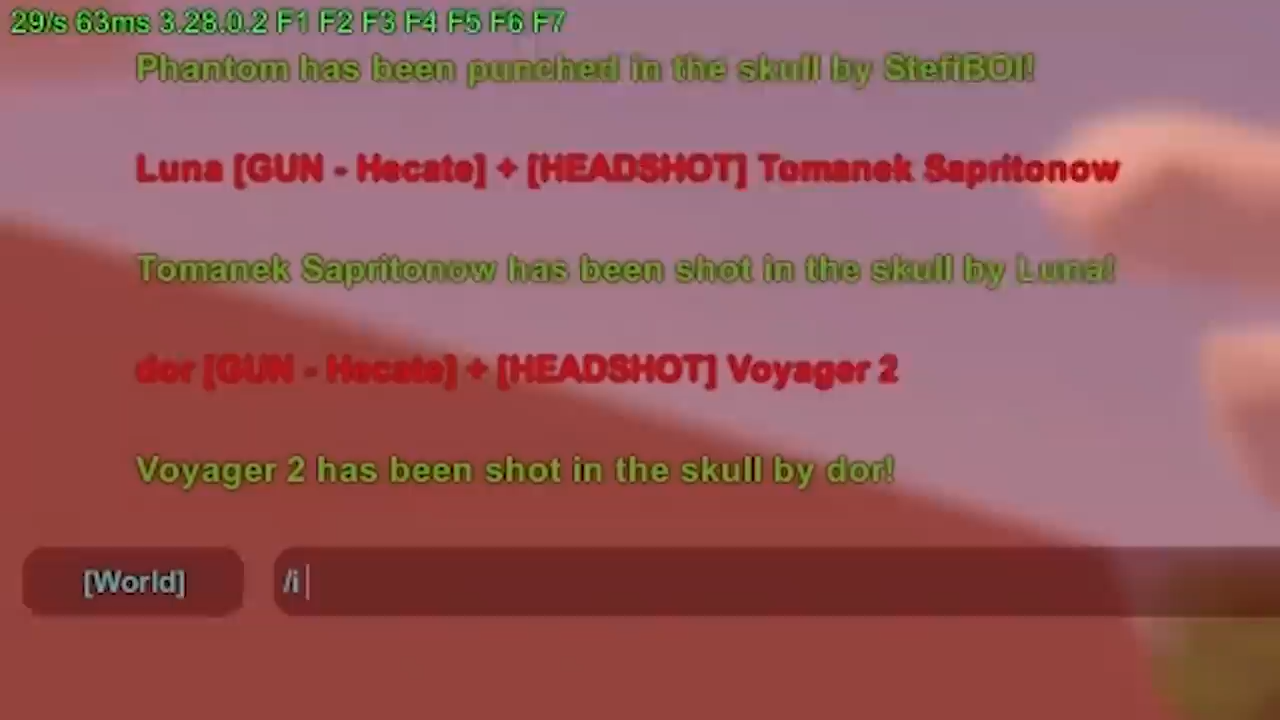 29/s 63ms 3.28.0.2 F1 F2 F3 F4 F5 F6 F7
Phantom has been punched in the skull by StefiBOI!
Luna [GUN - Hecate] + [HEADSHOT] Tomanek Sapritonow
Tomanek Sapritonow has been shot in the skull by Luna!
dor [GUN - Hecate] + [HEADSHOT] Voyager 2
Voyager 2 has been shot in the skull by dor!
[World] /i